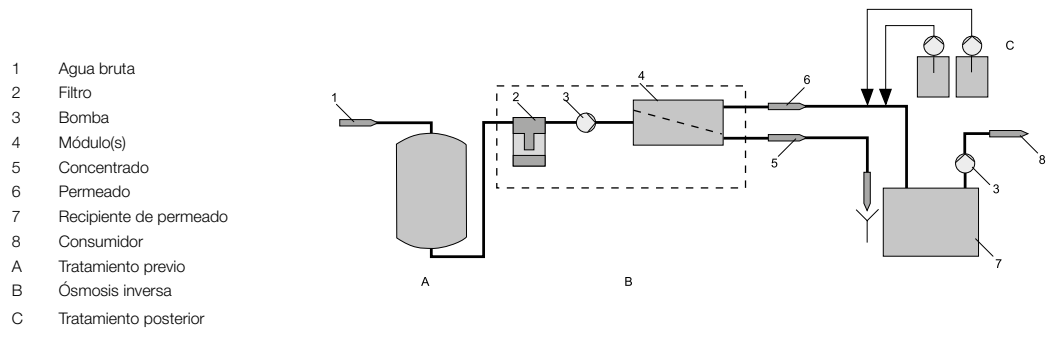 1 Agua bruta
2 Filtro
3 Bomba
4 Módulo(s)
5 Concentrado
6 Permeado
7 Recipiente de permeado
8 Consumidor
A Tratamiento previo
B Ósmosis inversa
C Tratamiento posterior
1
2
3
4
5
6
C
8
3
7
A
B